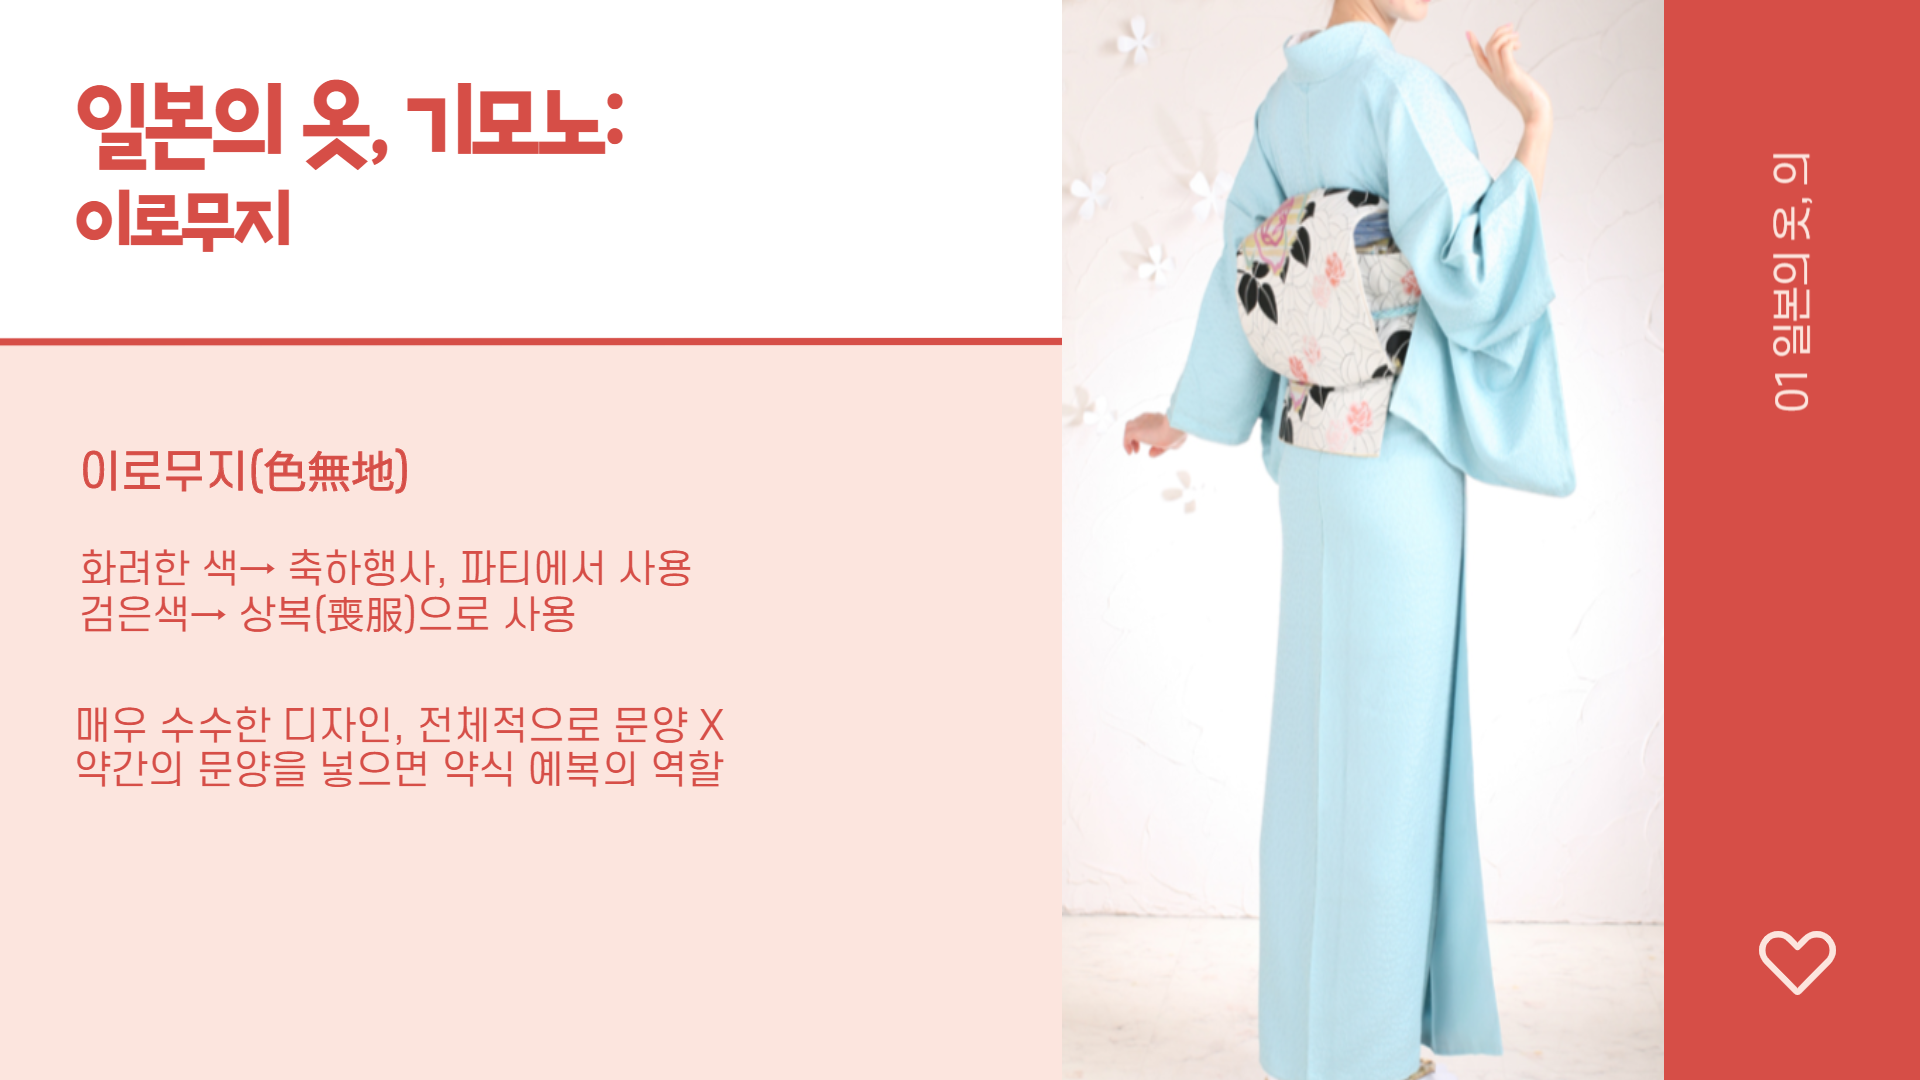 일본의 옷, 기모노:
이로무지
이로무지(色無地)
화려한 색→ 축하행사, 파티에서 사용
검은색→ 상복(喪服)으로 사용
매우 수수한 디자인, 전체적으로 문양 X
약간의 문양을 넣으면 약식 예복의 역할
01 일본의 옷, 의